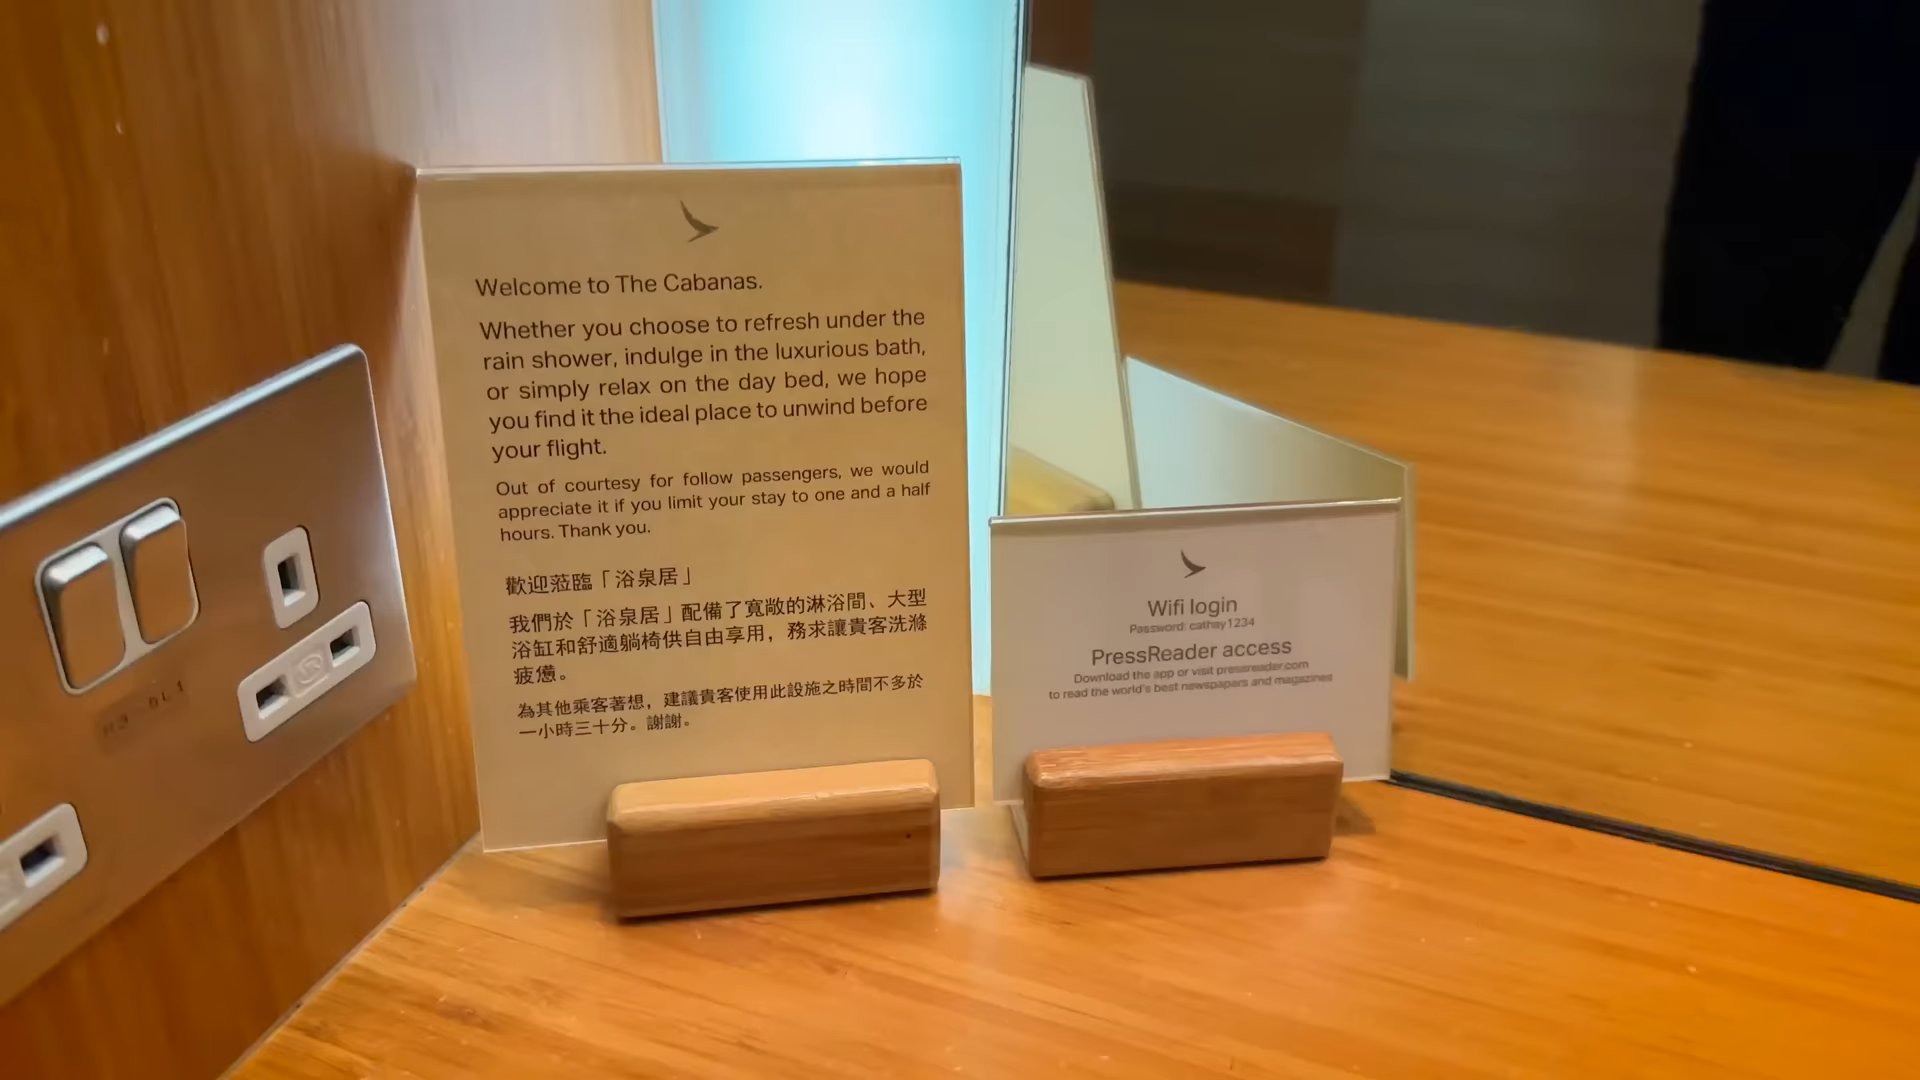 Welcome to The Cabanas.
Whether you choose to refresh under the
rain shower, indulge in the luxurious bath,
or simply relax on the day bed, we hope
you find it the ideal place to unwind before
your flight.
Out of courtesy for follow passengers, we would
appreciate it if you limit your stay to one and a half
hours. Thank you.
歡迎蒞臨「浴泉居」
我們於「浴泉居」配備了寬敞的淋浴間、大型
浴缸和舒適躺椅供自由享用，務求讓貴客洗滌
疲憊。
為其他乘客著想，建議貴客使用此設施之時間不多於
一小時三十分。謝謝。
Wifi login
Password: cathay1234
PressReader access
Download the app or visit pressreader.com
to read the world's best newspapers and magazines